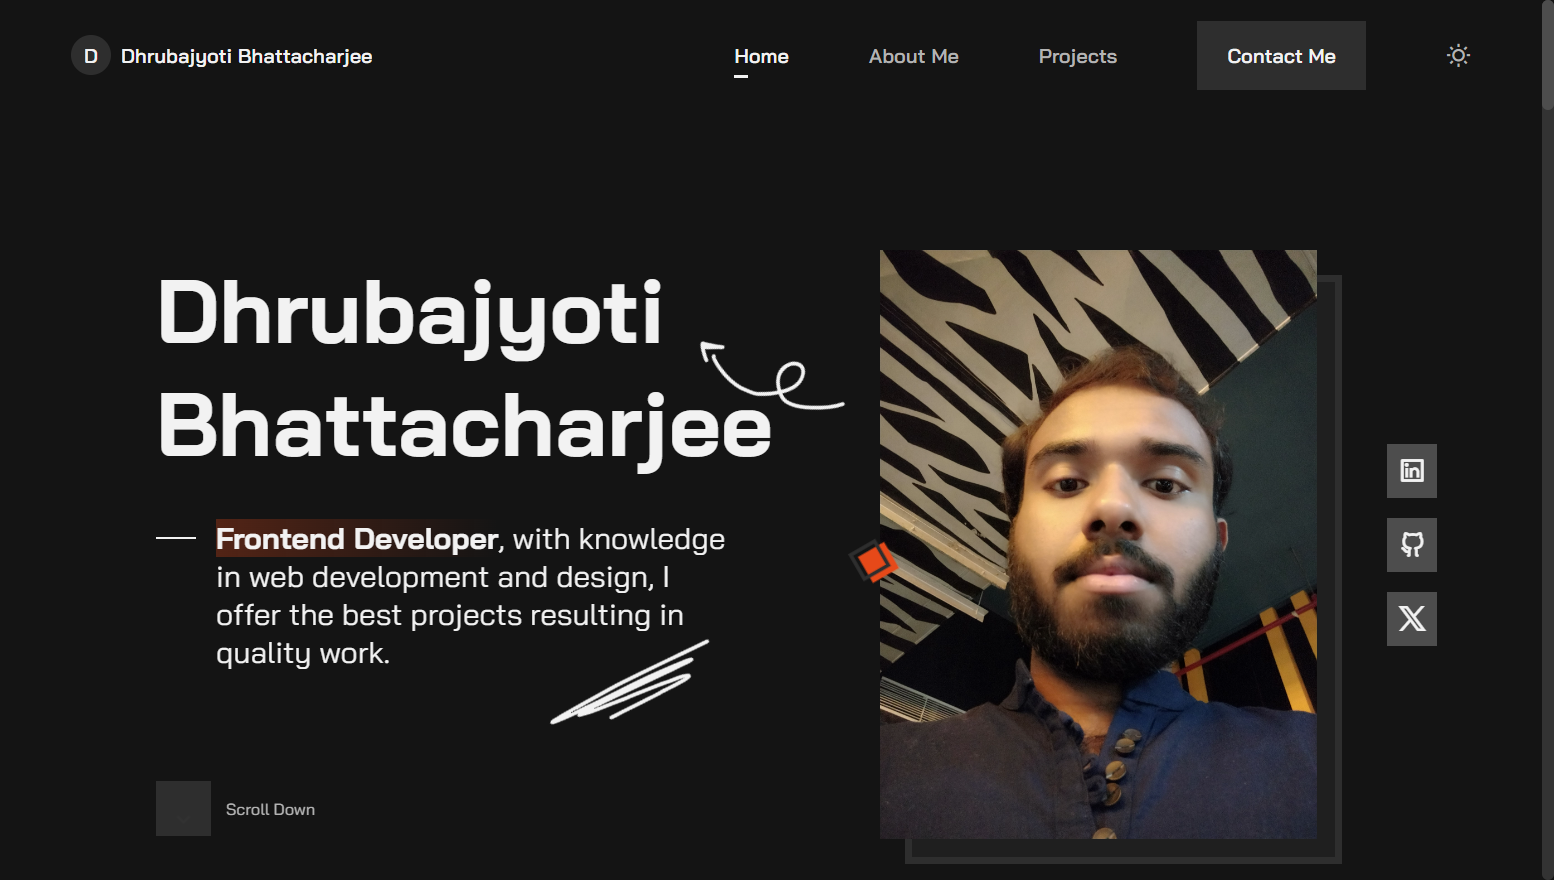 D Dhrubajyoti Bhattacharjee
Home
About Me
Projects
Contact Me
Dhrubajyoti
Bhattacharjee
Frontend Developer, with knowledge
in web development and design, I
offer the best projects resulting in
quality work.
in
X
Scroll Down